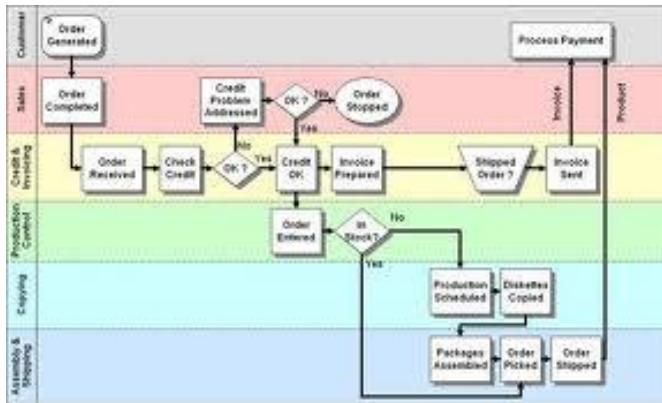 Customer
Order
Generated
Process Payment
Sales
Order
Completed
Credit
Problem
Addressed
OK ?
No
Order
Stopped
Yes
Invoice
Product
Credit &
Invoicing
Order
Received
Check
Credit
OK ?
No
Yes
Credit
OK
Invoice
Prepared
Shipped
Order ?
Invoice
Sent
Production
Control
Order
Entered
In
Stock?
No
Yes
Copying
Production
Scheduled
Diskettes
Copied
Assembly &
Shipping
Packages
Assembled
Order
Picked
Order
Shipped